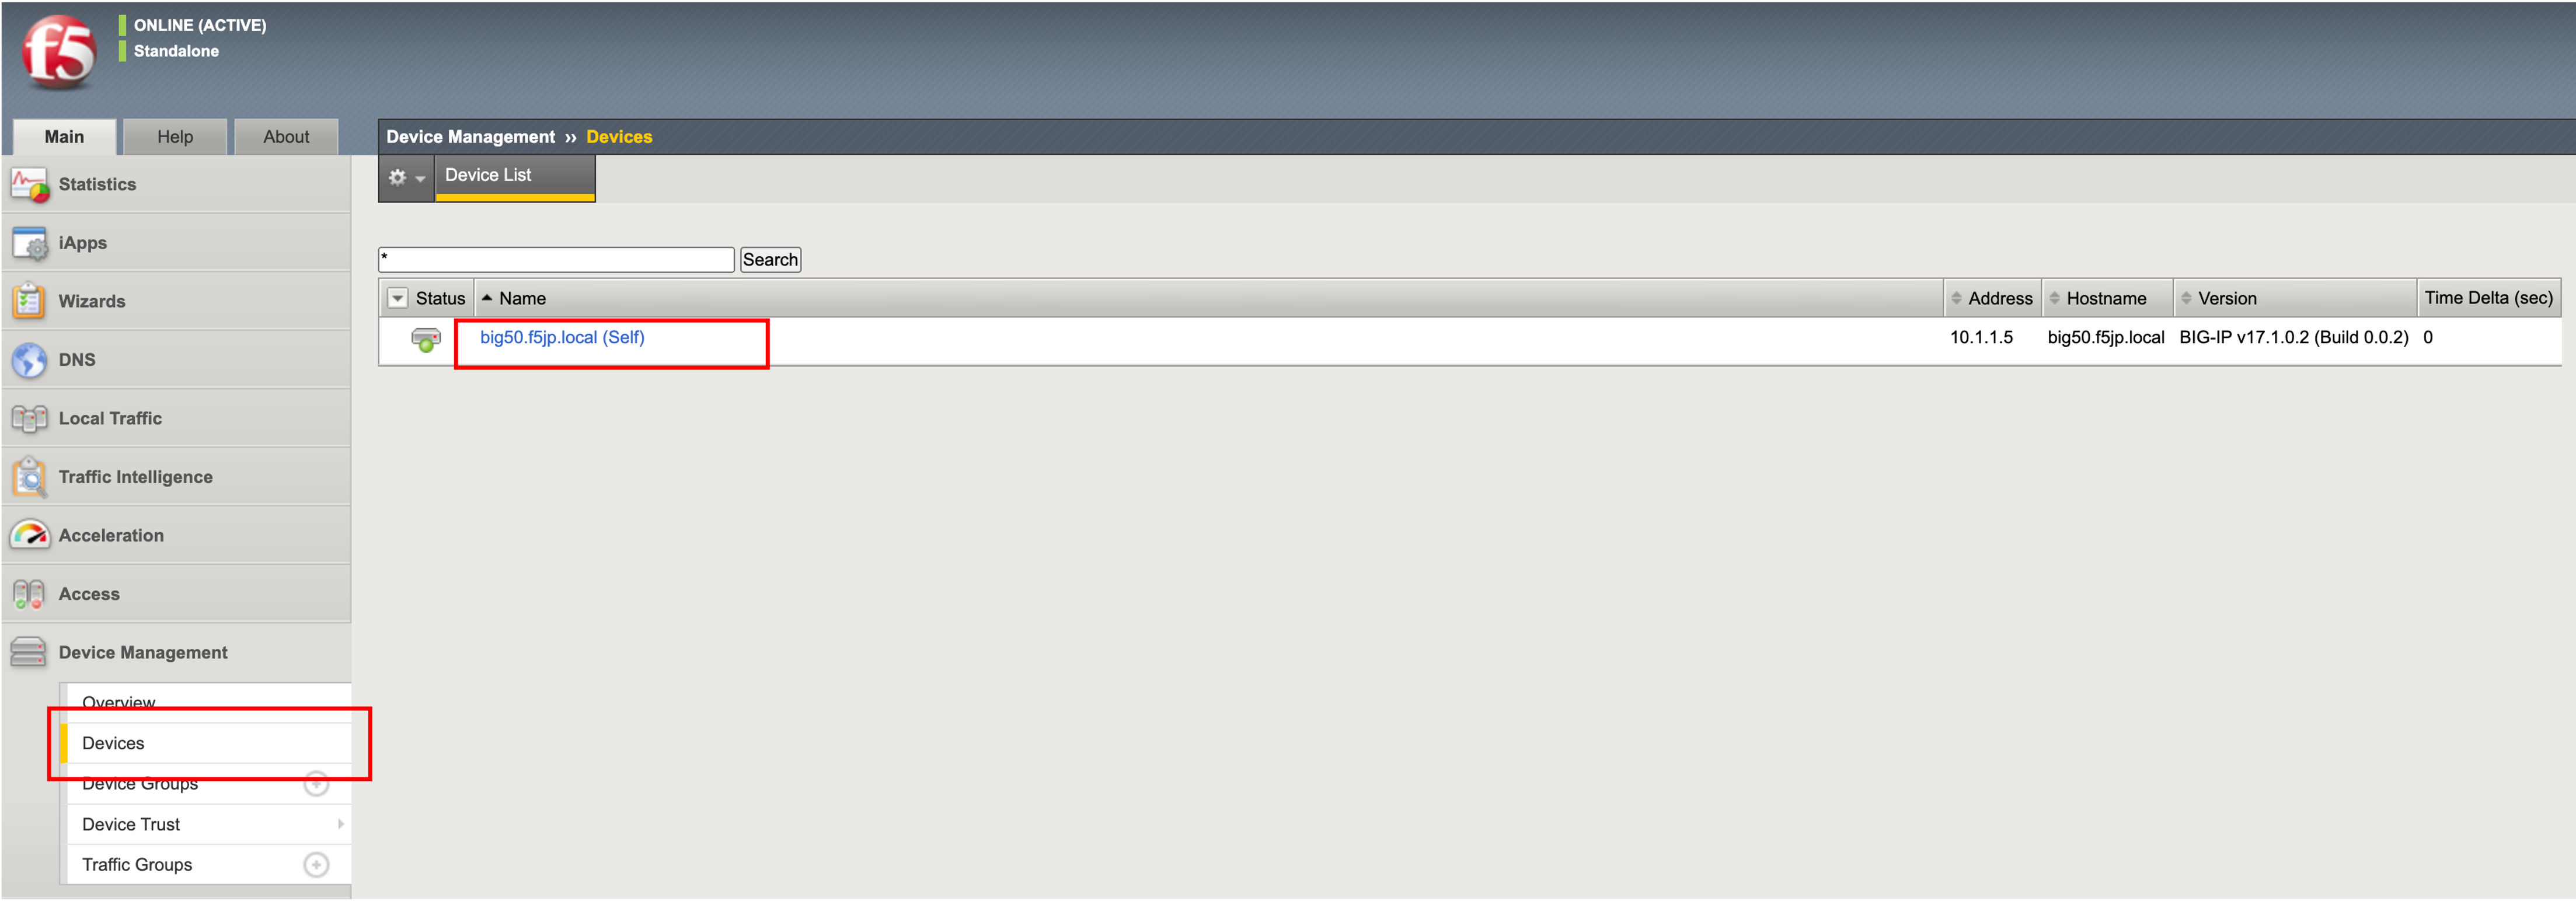 f5
ONLINE (ACTIVE)
Standalone
Main Help About
Device Management ›› Devices
Device List
Statistics
iApps
Wizards
DNS
Local Traffic
Traffic Intelligence
Acceleration
Access
Device Management
Overview
Devices
Device Groups
Device Trust
Traffic Groups
* Search
Status Name Address Hostname Version Time Delta (sec)
big50.f5jp.local (Self) 10.1.1.5 big50.f5jp.local BIG-IP v17.1.0.2 (Build 0.0.2) 0